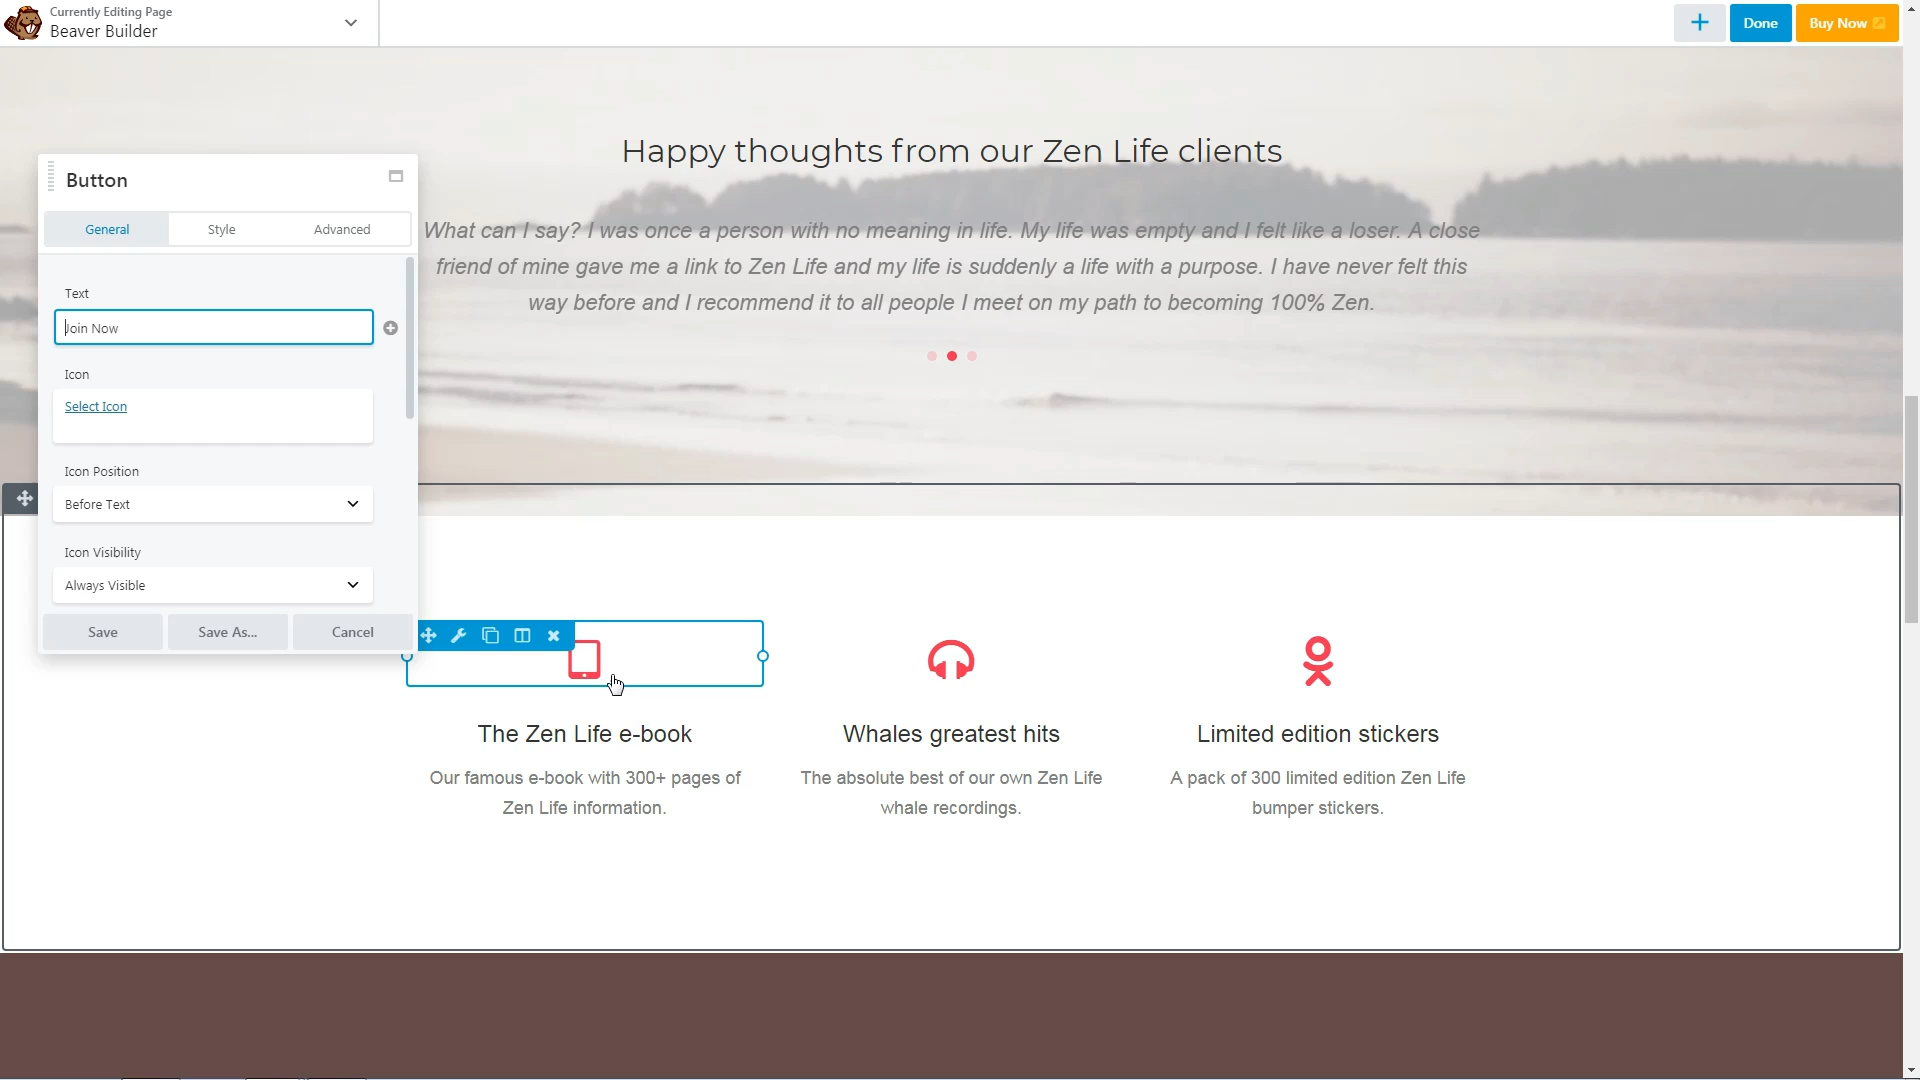 Currently Editing Page
Beaver Builder
Done
Buy Now
Happy thoughts from our Zen Life clients
What can I say? I was once a person with no meaning in life. My life was empty and I felt like a loser. A close
friend of mine gave me a link to Zen Life and my life is suddenly a life with a purpose. I have never felt this
way before and I recommend it to all people I meet on my path to becoming 100% Zen.
Button
General Style Advanced
Text
Join Now
Icon
Select Icon
Icon Position
Before Text
Icon Visibility
Always Visible
Save Save As... Cancel
The Zen Life e-book
Our famous e-book with 300+ pages of
Zen Life information.
Whales greatest hits
The absolute best of our own Zen Life
whale recordings.
Limited edition stickers
A pack of 300 limited edition Zen Life
bumper stickers.